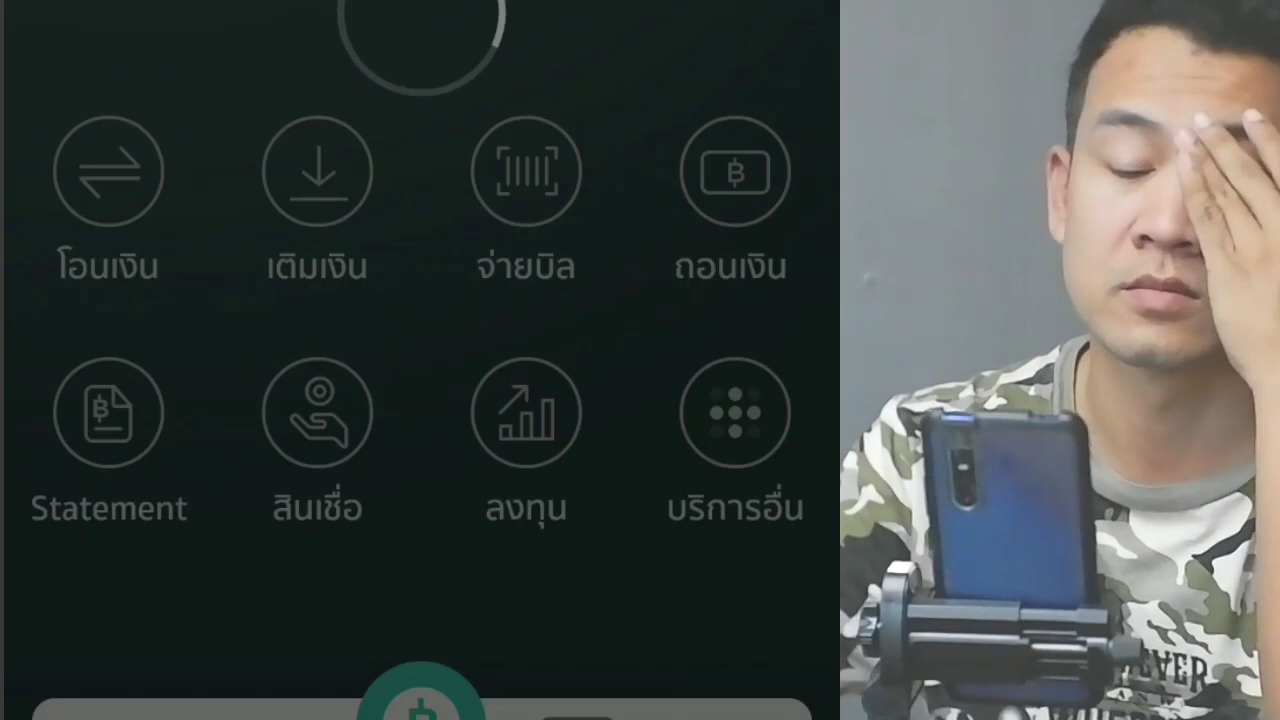 โอนเงิน เติมเงิน จ่ายบิล ถอนเงิน
Statement สินเชื่อ ลงทุน บริการอื่น